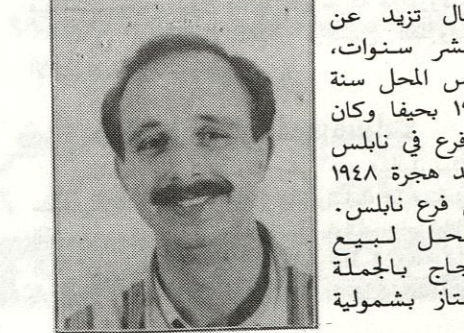 ال تزيد عن
شر سنوات،
س المحل سنة
١٩ بحيفا وكان
فرع في نابلس
د هجرة ١٩٤٨
فرع نابلس.
حل لبيع
جاج بالجملة
تاز بشمولية